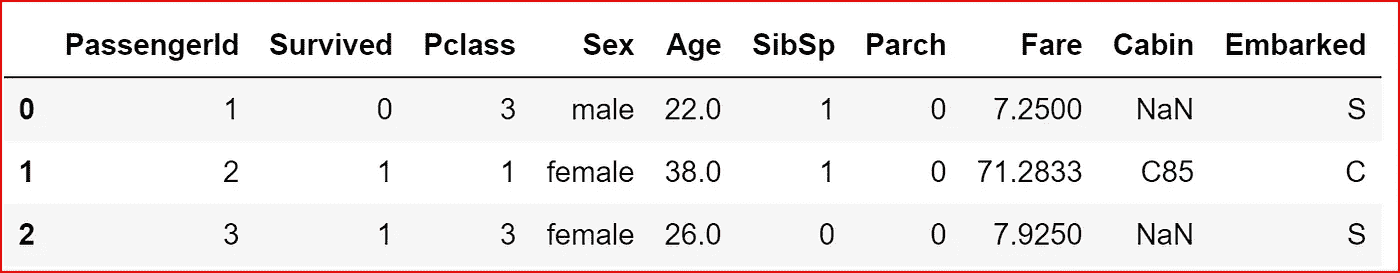 PassengerId Survived Pclass Sex Age SibSp Parch Fare Cabin Embarked
0 1 0 3 male 22.0 1 0 7.2500 NaN S
1 2 1 1 female 38.0 1 0 71.2833 C85 C
2 3 1 3 female 26.0 0 0 7.9250 NaN S